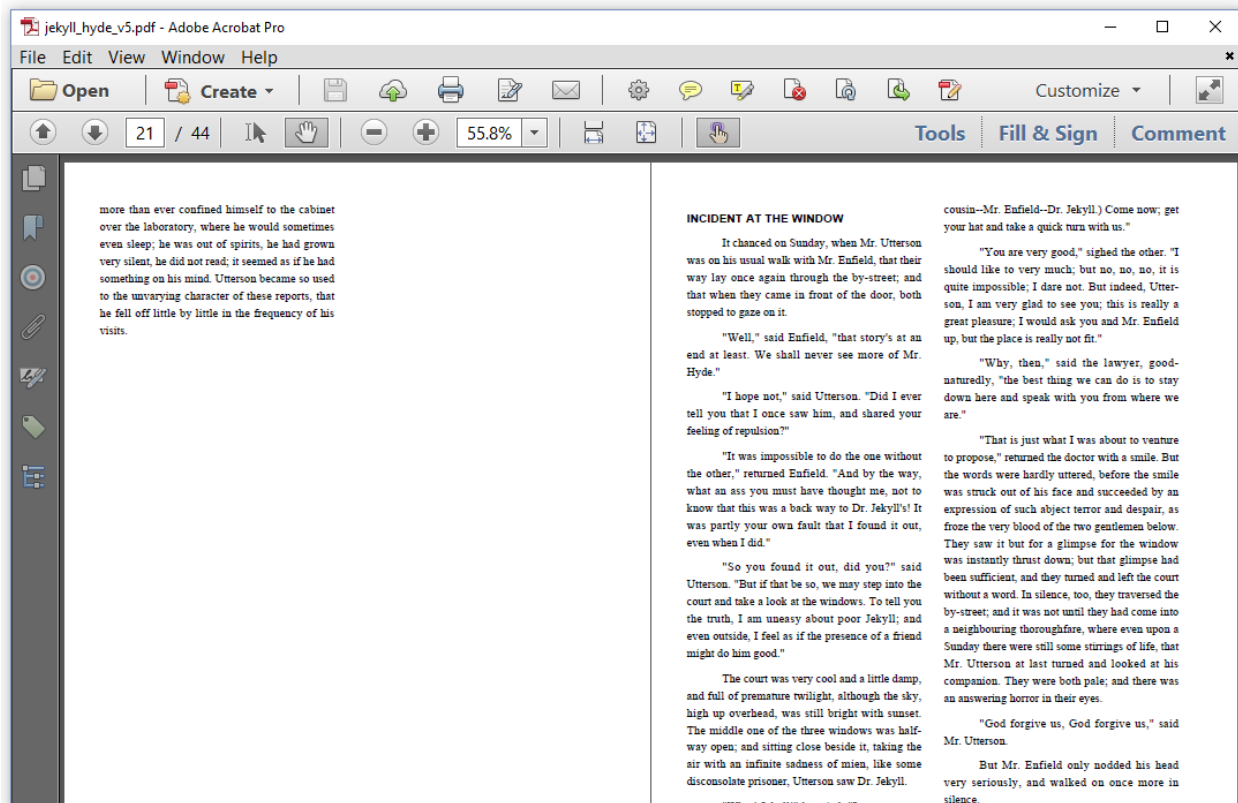 jekyll_hyde_v5.pdf - Adobe Acrobat Pro
File Edit View Window Help
Open Create Customize
21 / 44 55.8% Tools Fill & Sign Comment
more than ever confined himself to the cabinet
over the laboratory, where he would sometimes
even sleep; he was out of spirits, he had grown
very silent, he did not read; it seemed as if he had
something on his mind. Utterson became so used
to the unvarying character of these reports, that
he fell off little by little in the frequency of his
visits.
INCIDENT AT THE WINDOW
It chanced on Sunday, when Mr. Utterson
was on his usual walk with Mr. Enfield, that their
way lay once again through the by-street; and
that when they came in front of the door, both
stopped to gaze on it.
"Well," said Enfield, "that story's at an
end at least. We shall never see more of Mr.
Hyde."
"I hope not," said Utterson. "Did I ever
tell you that I once saw him, and shared your
feeling of repulsion?"
"It was impossible to do the one without
the other," returned Enfield. "And by the way,
what an ass you must have thought me, not to
know that this was a back way to Dr. Jekyll's! It
was partly your own fault that I found it out,
even when I did."
"So you found it out, did you?" said
Utterson. "But if that be so, we may step into the
court and take a look at the windows. To tell you
the truth, I am uneasy about poor Jekyll; and
even outside, I feel as if the presence of a friend
might do him good."
The court was very cool and a little damp,
and full of premature twilight, although the sky,
high up overhead, was still bright with sunset.
The middle one of the three windows was half-
way open; and sitting close beside it, taking the
air with an infinite sadness of mien, like some
disconsolate prisoner, Utterson saw Dr. Jekyll.
cousin--Mr. Enfield--Dr. Jekyll.) Come now; get
your hat and take a quick turn with us."
"You are very good," sighed the other. "I
should like to very much; but no, no, no, it is
quite impossible; I dare not. But indeed, Utter-
son, I am very glad to see you; this is really a
great pleasure; I would ask you and Mr. Enfield
up, but the place is really not fit."
"Why, then," said the lawyer, good-
naturedly, "the best thing we can do is to stay
down here and speak with you from where we
are."
"That is just what I was about to venture
to propose," returned the doctor with a smile. But
the words were hardly uttered, before the smile
was struck out of his face and succeeded by an
expression of such abject terror and despair, as
froze the very blood of the two gentlemen below.
They saw it but for a glimpse for the window
was instantly thrust down; but that glimpse had
been sufficient, and they turned and left the court
without a word. In silence, too, they traversed the
by-street; and it was not until they had come into
a neighbouring thoroughfare, where even upon a
Sunday there were still some stirrings of life, that
Mr. Utterson at last turned and looked at his
companion. They were both pale; and there was
an answering horror in their eyes.
"God forgive us, God forgive us," said
Mr. Utterson.
But Mr. Enfield only nodded his head
very seriously, and walked on once more in
silence.